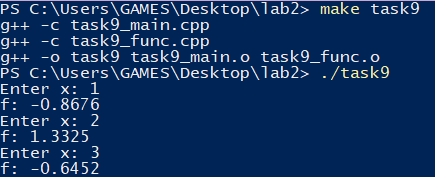 PS C:\Users\GAMES\Desktop\lab2> make task9
g++ -c task9_main.cpp
g++ -c task9_func.cpp
g++ -o task9 task9_main.o task9_func.o
PS C:\Users\GAMES\Desktop\lab2> ./task9
Enter x: 1
f: -0.8676
Enter x: 2
f: 1.3325
Enter x: 3
f: -0.6452